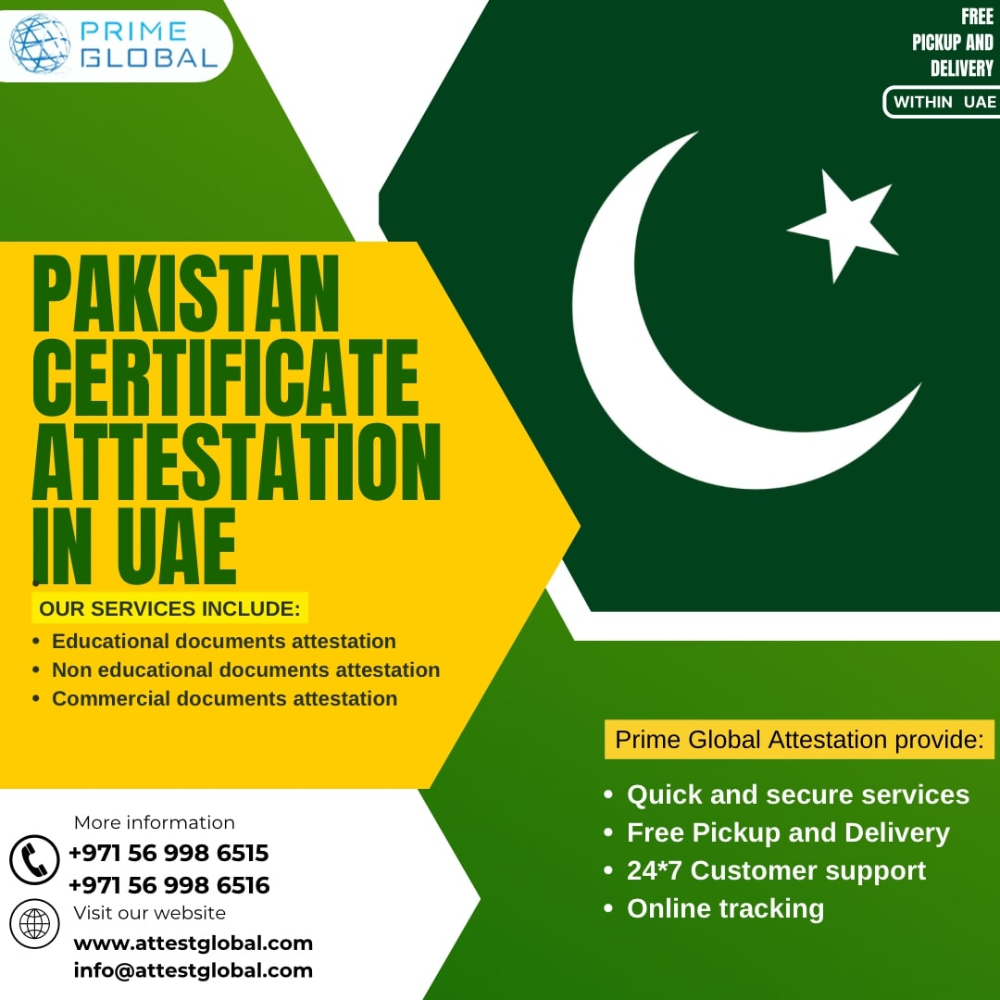 PRIME
GLOBAL
FREE
PICKUP AND
DELIVERY
WITHIN UAE
PAKISTAN
CERTIFICATE
ATTESTATION
IN UAE
OUR SERVICES INCLUDE:
• Educational documents attestation
• Non educational documents attestation
• Commercial documents attestation
Prime Global Attestation provide:
• Quick and secure services
• Free Pickup and Delivery
• 24*7 Customer support
• Online tracking
More information
+971 56 998 6515
+971 56 998 6516
Visit our website
www.attestglobal.com
info@attestglobal.com